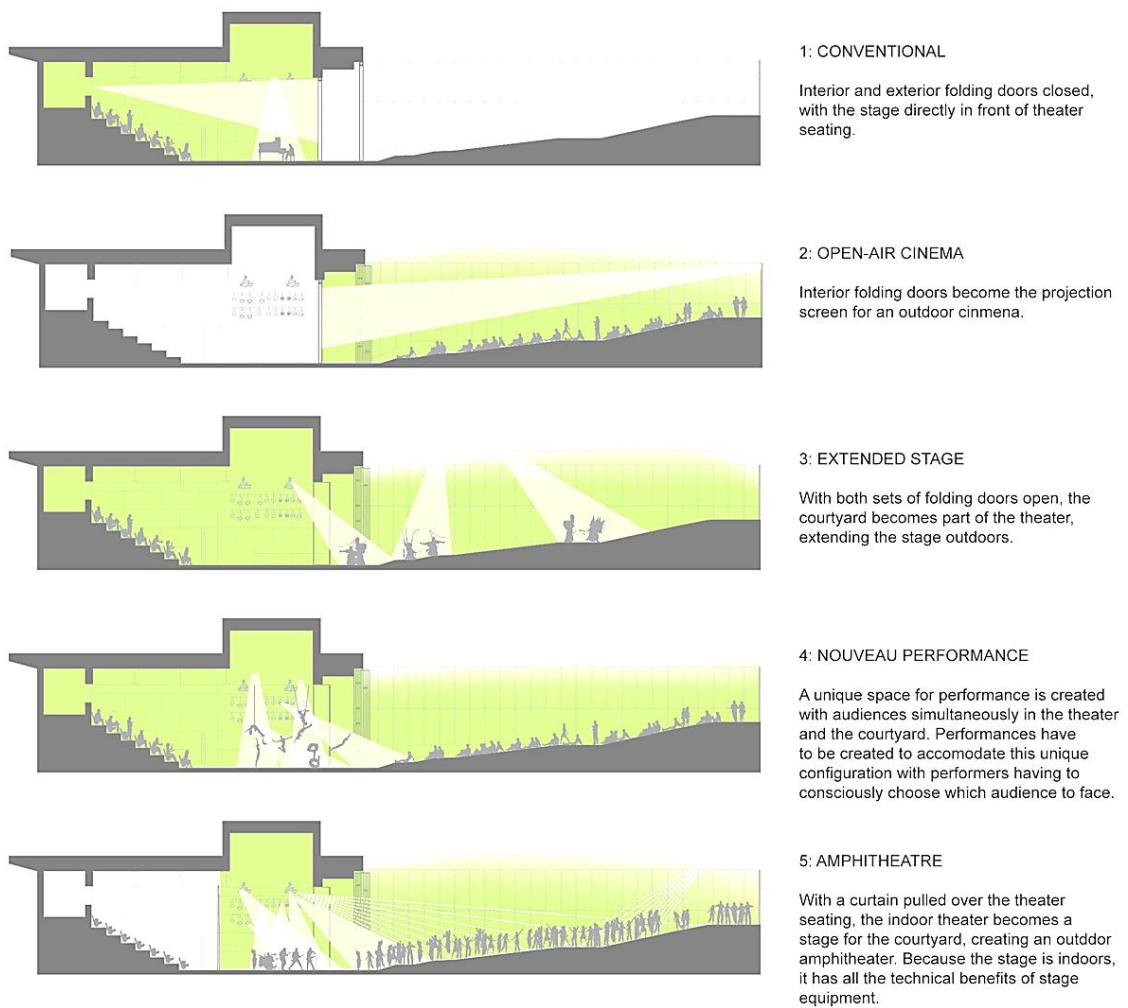 1: CONVENTIONAL
Interior and exterior folding doors closed,
with the stage directly in front of theater
seating.
2: OPEN-AIR CINEMA
Interior folding doors become the projection
screen for an outdoor cinmena.
3: EXTENDED STAGE
With both sets of folding doors open, the
courtyard becomes part of the theater,
extending the stage outdoors.
4: NOUVEAU PERFORMANCE
A unique space for performance is created
with audiences simultaneously in the theater
and the courtyard. Performances have
to be created to accomodate this unique
configuration with performers having to
consciously choose which audience to face.
5: AMPHITHEATRE
With a curtain pulled over the theater
seating, the indoor theater becomes a
stage for the courtyard, creating an outddor
amphitheater. Because the stage is indoors,
it has all the technical benefits of stage
equipment.